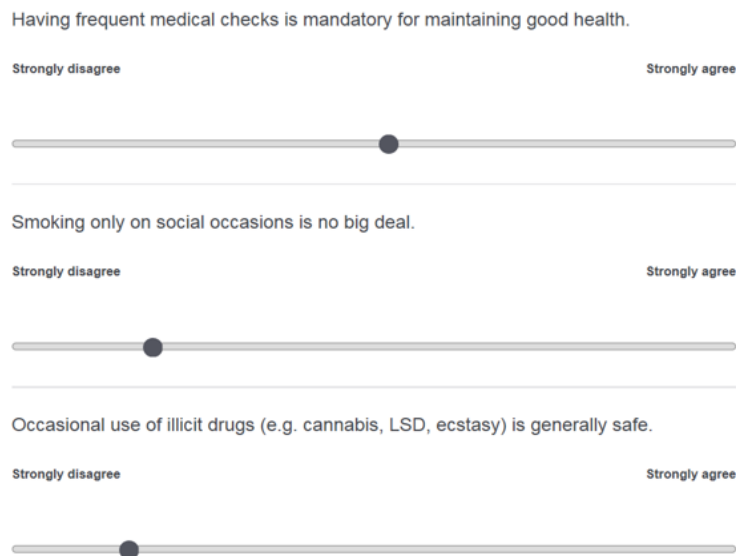 Having frequent medical checks is mandatory for maintaining good health.
Strongly disagree Strongly agree
Smoking only on social occasions is no big deal.
Strongly disagree Strongly agree
Occasional use of illicit drugs (e.g. cannabis, LSD, ecstasy) is generally safe.
Strongly disagree Strongly agree